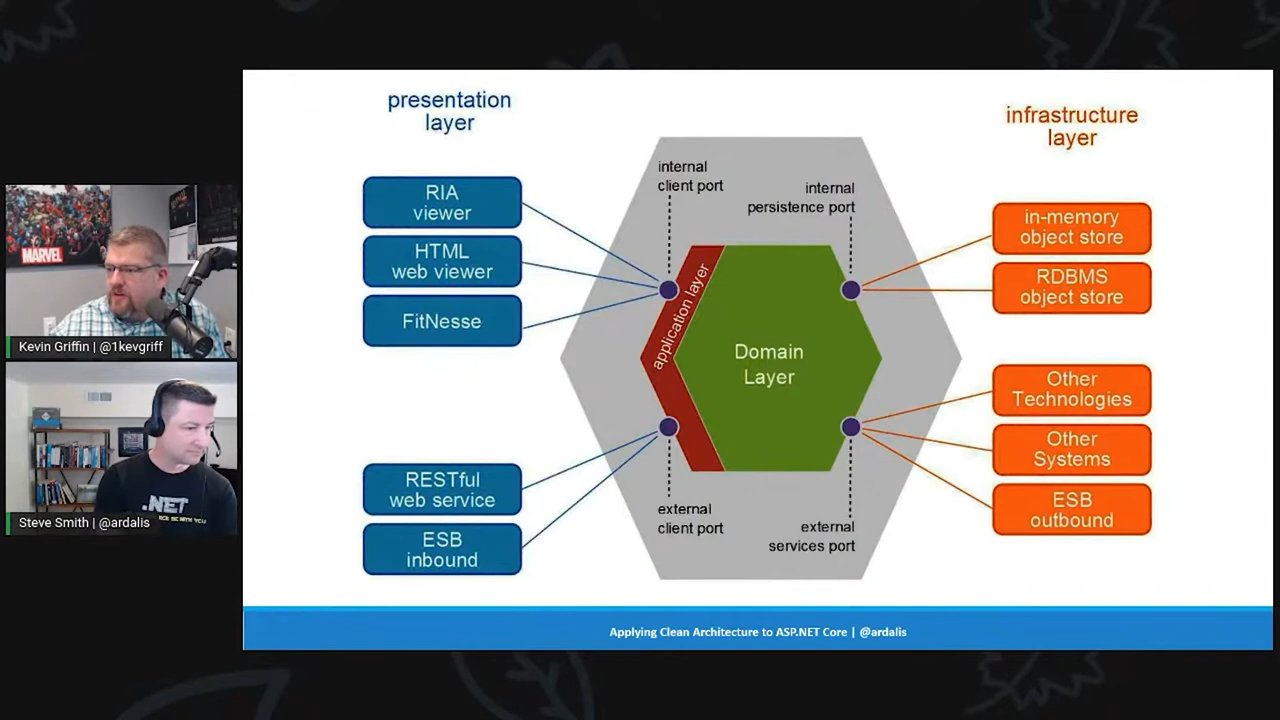 MARVEL
Kevin Griffin | @1kevgriff
.NET
Steve Smith | @ardalis
presentation
layer
RIA
viewer
HTML
web viewer
FitNesse
RESTful
web service
ESB
inbound
internal
client port
internal
persistence port
application layer
Domain
Layer
external
client port
external
services port
infrastructure
layer
in-memory
object store
RDBMS
object store
Other
Technologies
Other
Systems
ESB
outbound
Applying Clean Architecture to ASP.NET Core | @ardalis